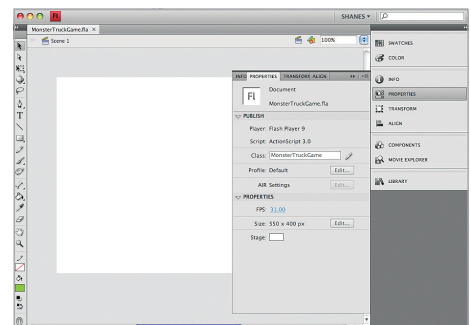 FL
SHANES
MonsterTruckGame.fla ×
Scene 1
100%
INFO PROPERTIES TRANSFORM ALIGN
FL
Document
MonsterTruckGame.fla
PUBLISH
Player: Flash Player 9
Script: ActionScript 3.0
Class: MonsterTruckGame
Profile: Default Edit...
AIR Settings Edit...
PROPERTIES
FPS: 31.00
Size: 550 x 400 px Edit...
Stage:
SWATCHES
COLOR
INFO
PROPERTIES
TRANSFORM
ALIGN
COMPONENTS
MOVIE EXPLORER
LIBRARY